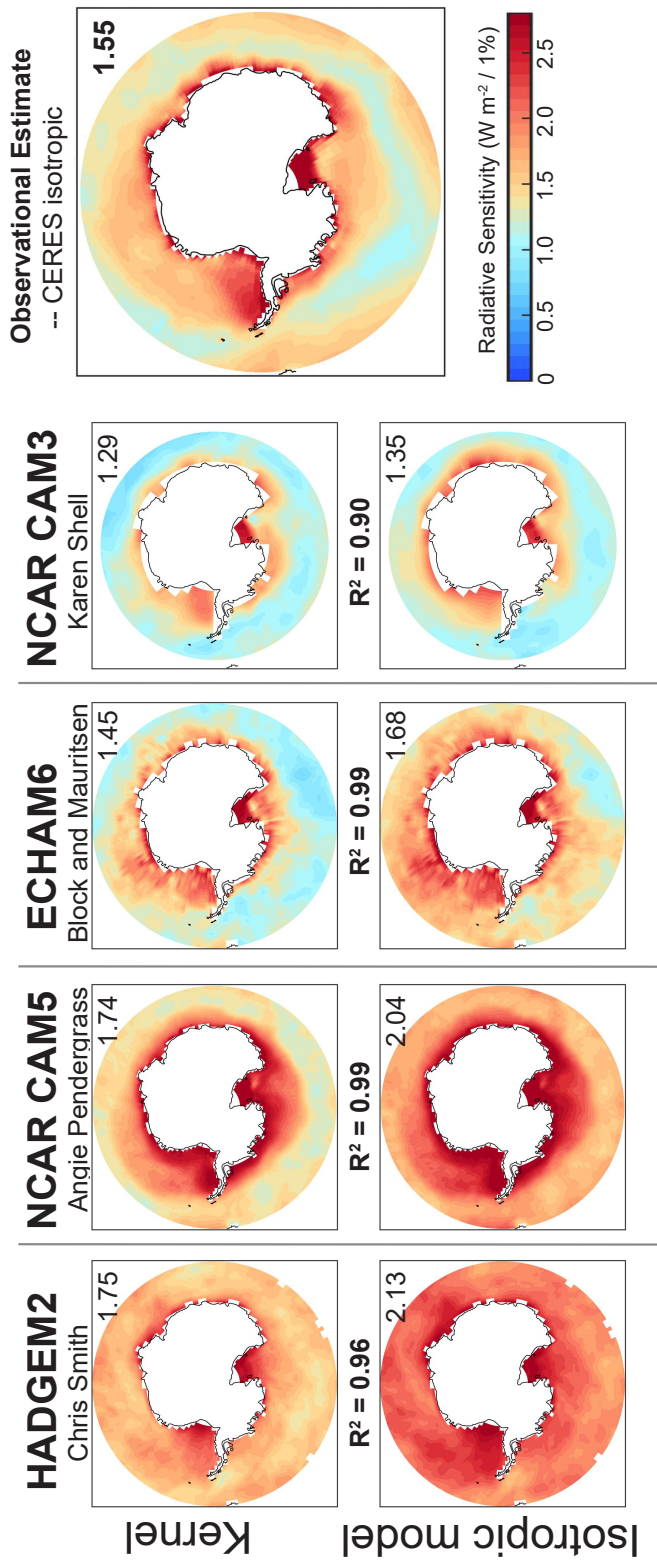 HADGEM2
Chris Smith
NCAR CAM5
Angie Pendergrass
ECHAM6
Block and Mauritsen
NCAR CAM3
Karen Shell
Observational Estimate
-- CERES isotropic
Kernel
1.75
1.74
1.45
1.29
1.55
R² = 0.96
R² = 0.99
R² = 0.99
R² = 0.90
Isotropic model
2.13
2.04
1.68
1.35
0 0.5 1.0 1.5 2.0 2.5
Radiative Sensitivity (W m⁻² / 1%)